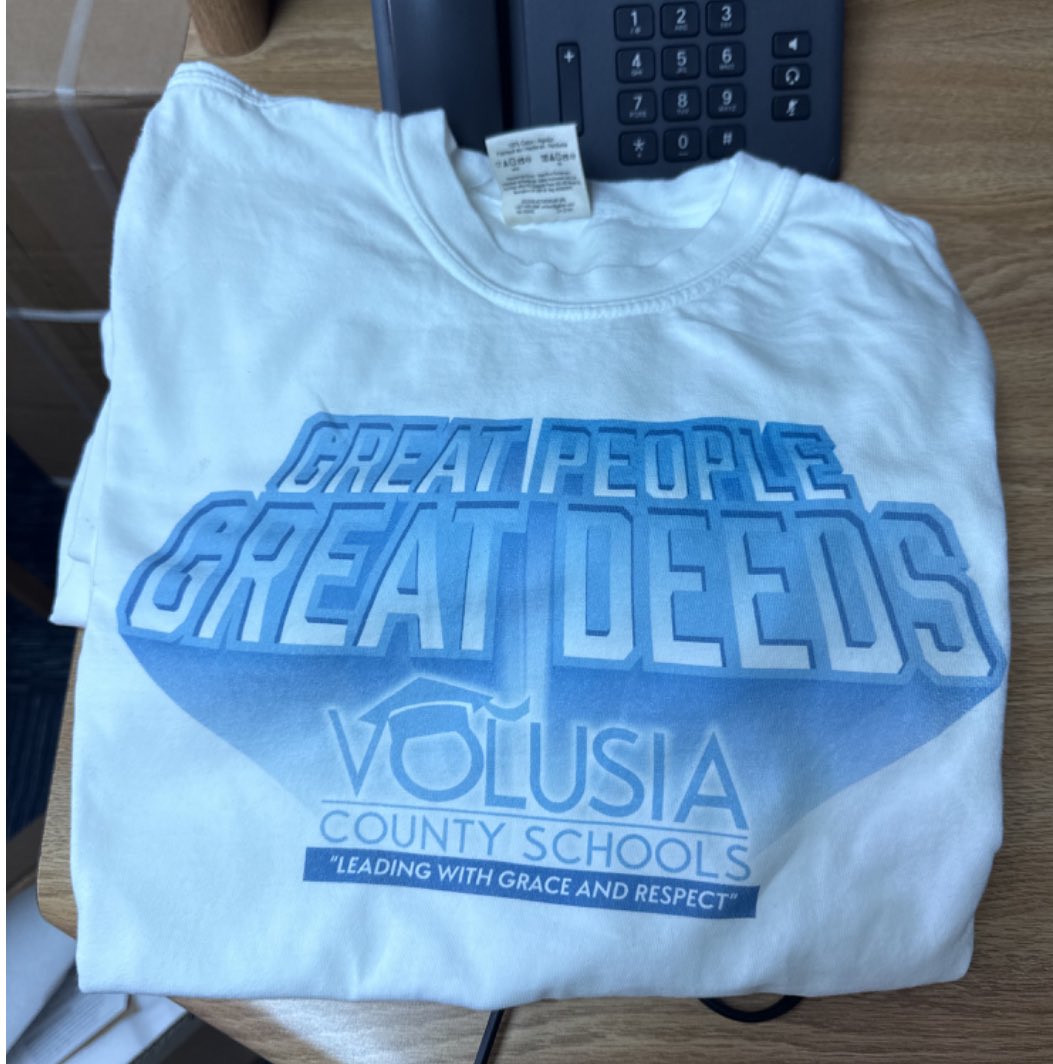 1 2 3
4 5 6
7 8 9
* 0 #
+
GREAT PEOPLE
GREAT DEEDS
VOLUSIA
COUNTY SCHOOLS
"LEADING WITH GRACE AND RESPECT"